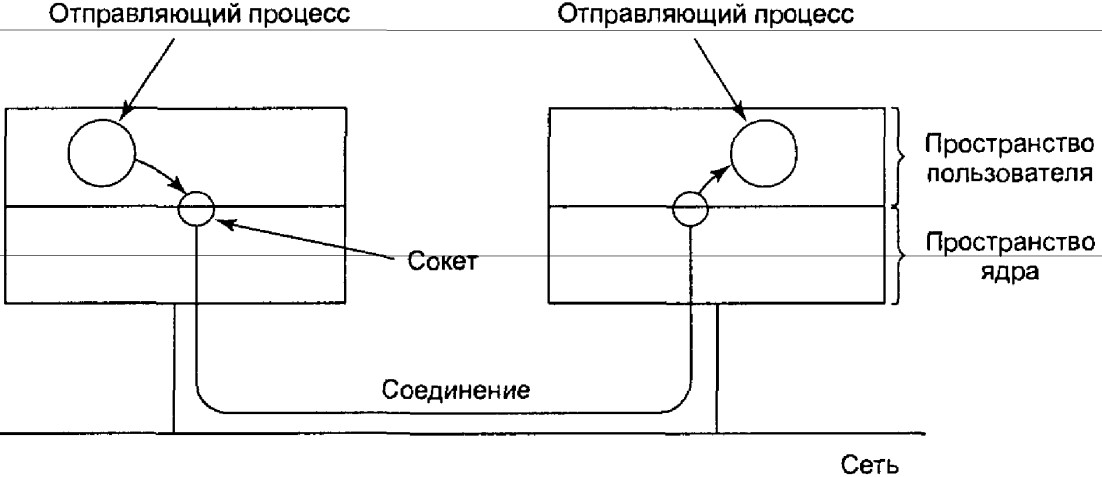 Отправляющий процесс
Отправляющий процесс
Пространство
пользователя
Сокет
Пространство
ядра
Соединение
Сеть